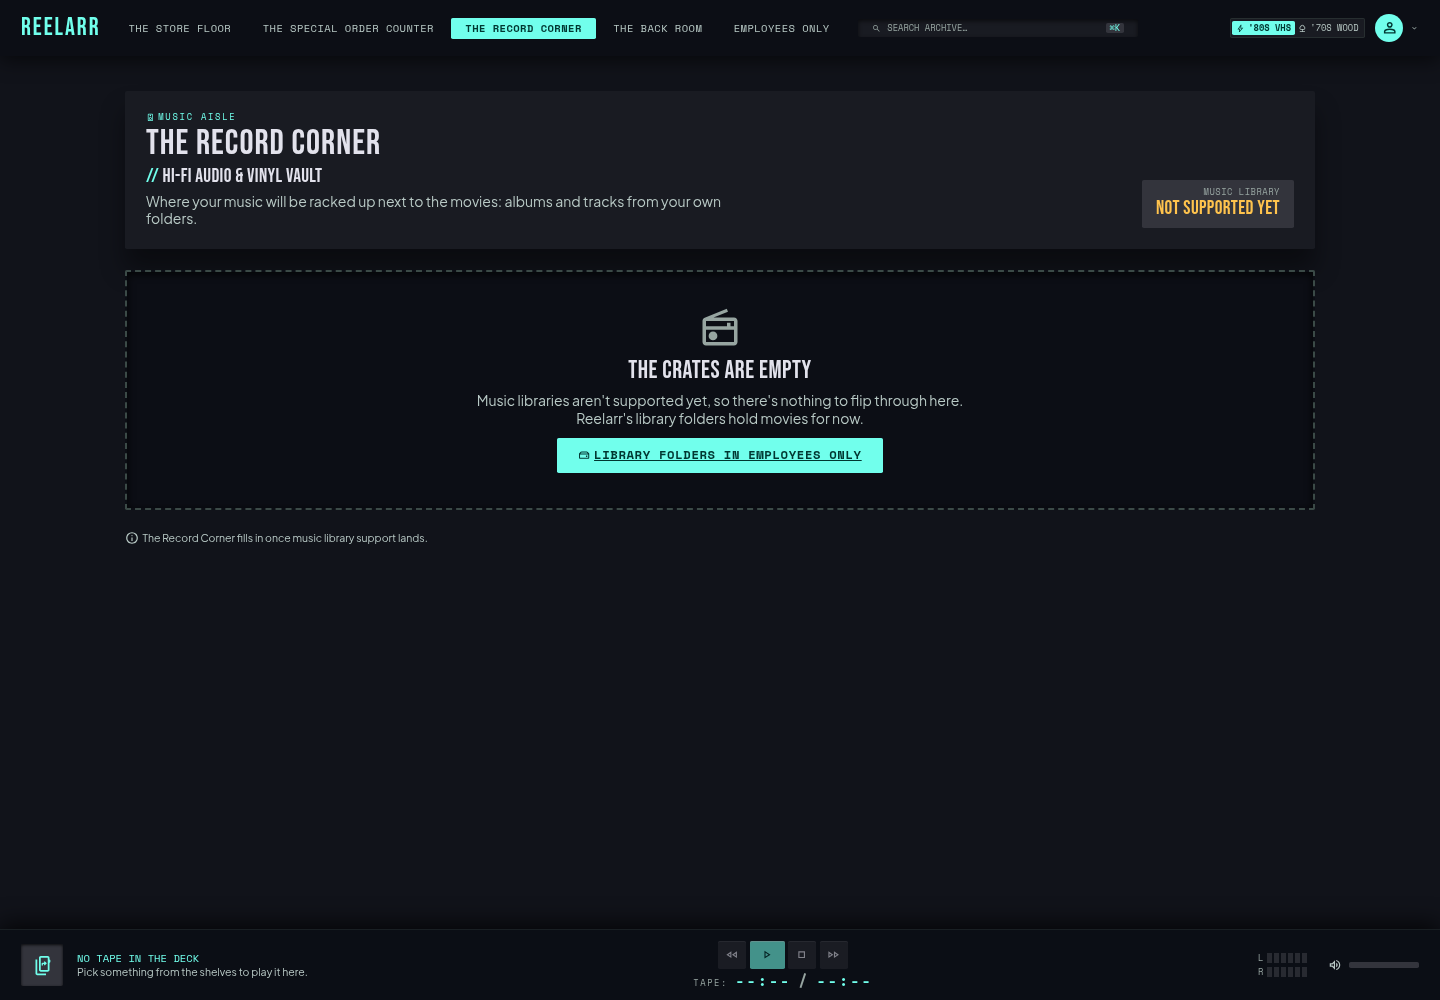 REELARR
THE STORE FLOOR
THE SPECIAL ORDER COUNTER
THE RECORD CORNER
THE BACK ROOM
EMPLOYEES ONLY
SEARCH ARCHIVE…
⌘K
'80S VHS
'70S WOOD
MUSIC AISLE
THE RECORD CORNER
// HI-FI AUDIO & VINYL VAULT
Where your music will be racked up next to the movies: albums and tracks from your own
folders.
MUSIC LIBRARY
NOT SUPPORTED YET
THE CRATES ARE EMPTY
Music libraries aren't supported yet, so there's nothing to flip through here.
Reelarr's library folders hold movies for now.
LIBRARY FOLDERS IN EMPLOYEES ONLY
The Record Corner fills in once music library support lands.
NO TAPE IN THE DECK
Pick something from the shelves to play it here.
TAPE: --:-- / --:--
L
R